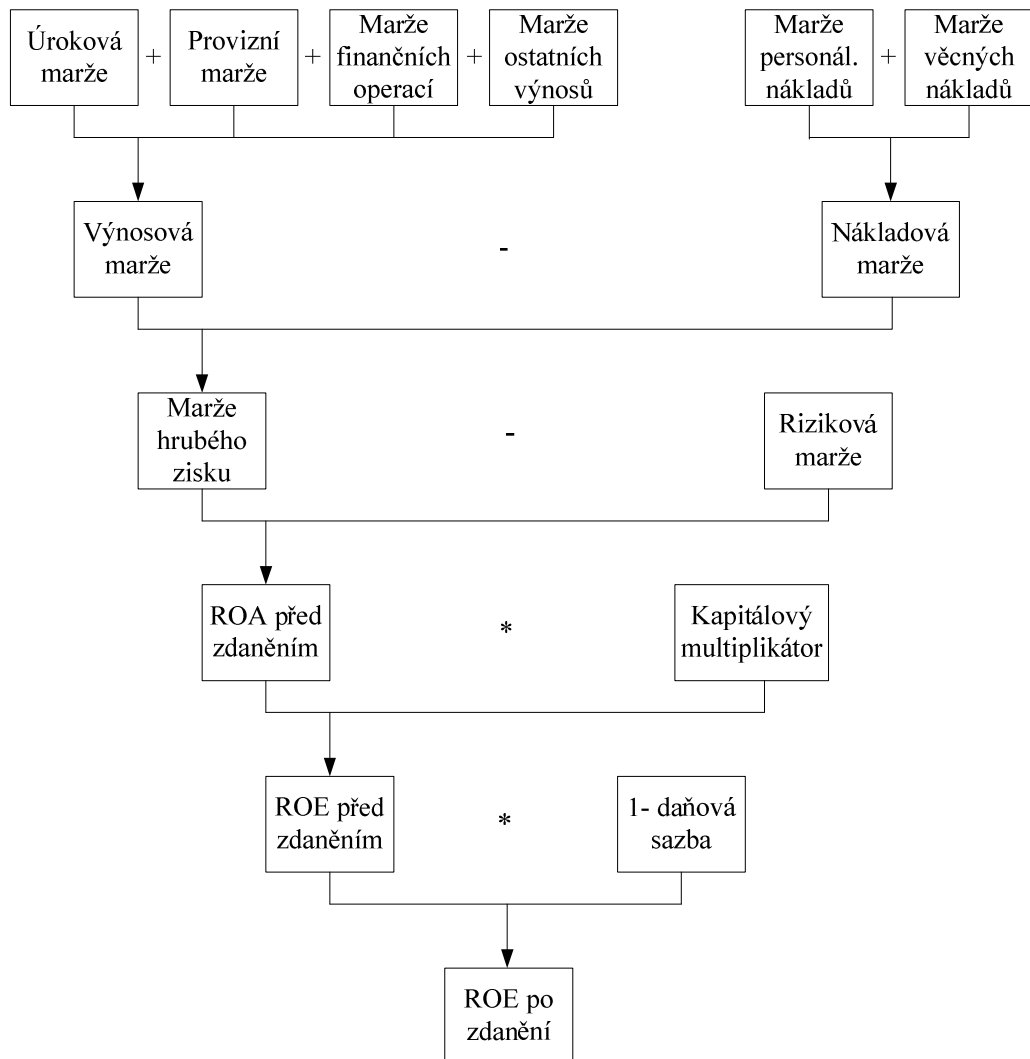 Úroková
marže
+
Provizní
marže
+
Marže
finančních
operací
+
Marže
ostatních
výnosů
Marže
personál.
nákladů
+
Marže
věcných
nákladů
Výnosová
marže
-
Nákladová
marže
Marže
hrubého
zisku
-
Riziková
marže
ROA před
zdaněním
*
Kapitálový
multiplikátor
ROE před
zdaněním
*
1- daňová
sazba
ROE po
zdanění